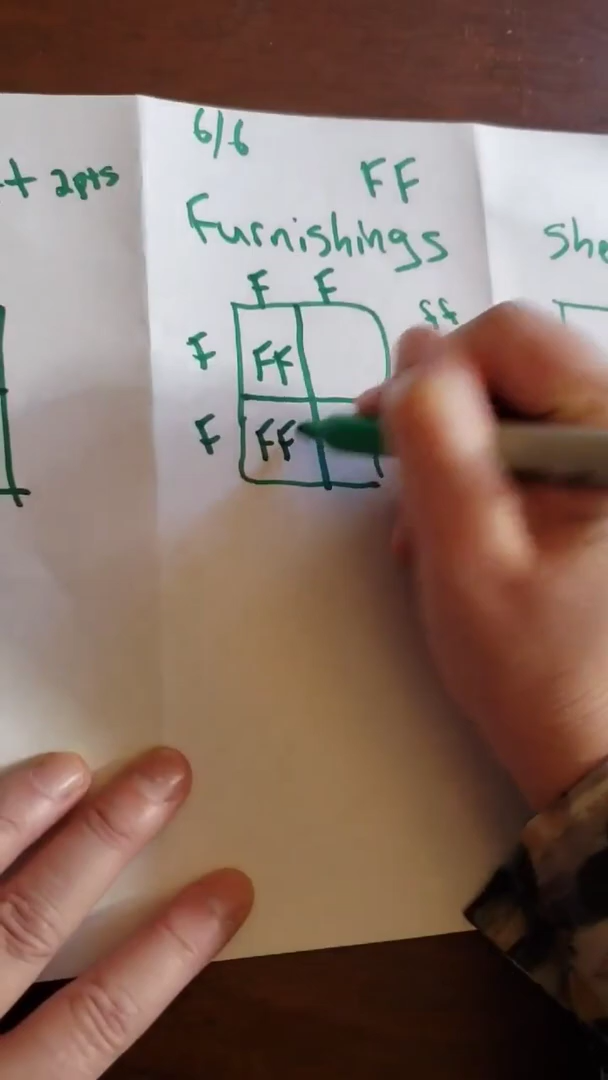 + 2pts
6/6
FF
Furnishings
She
F F
ff
F FF
F FF